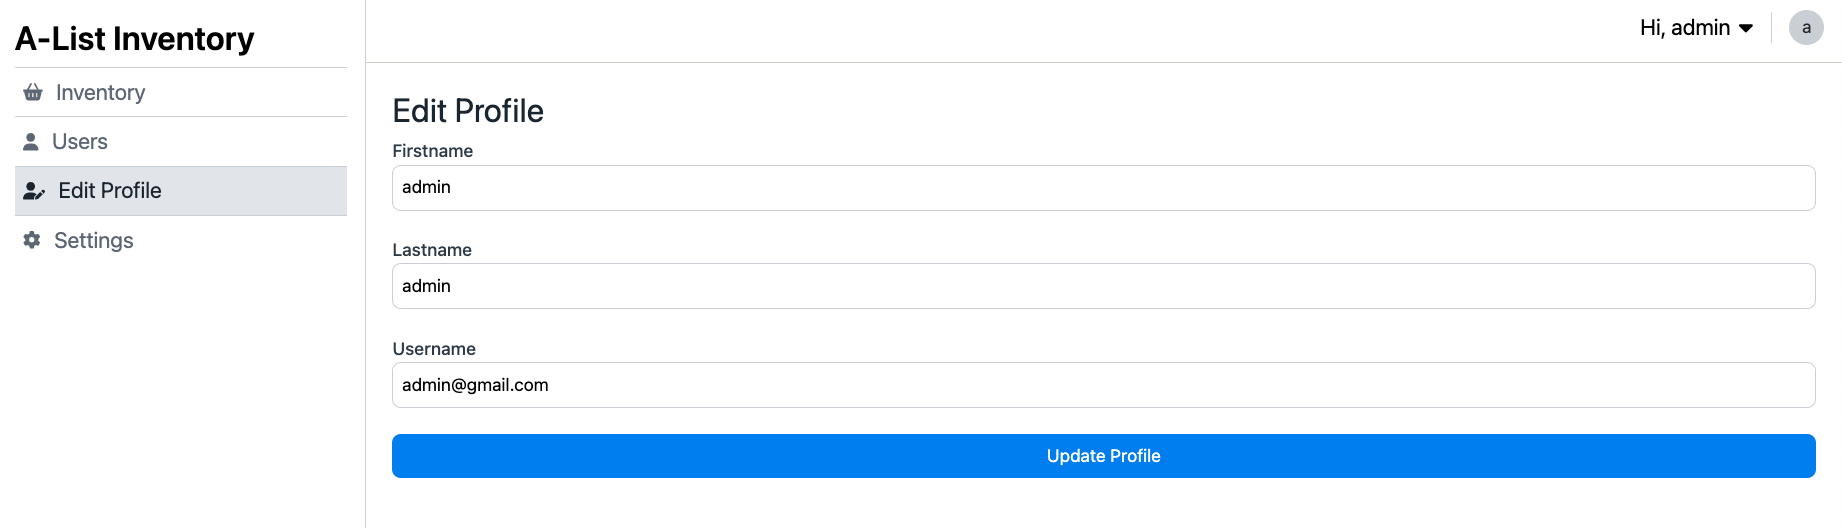 A-List Inventory
Inventory
Users
Edit Profile
Settings
Hi, admin
a
Edit Profile
Firstname
admin
Lastname
admin
Username
admin@gmail.com
Update Profile